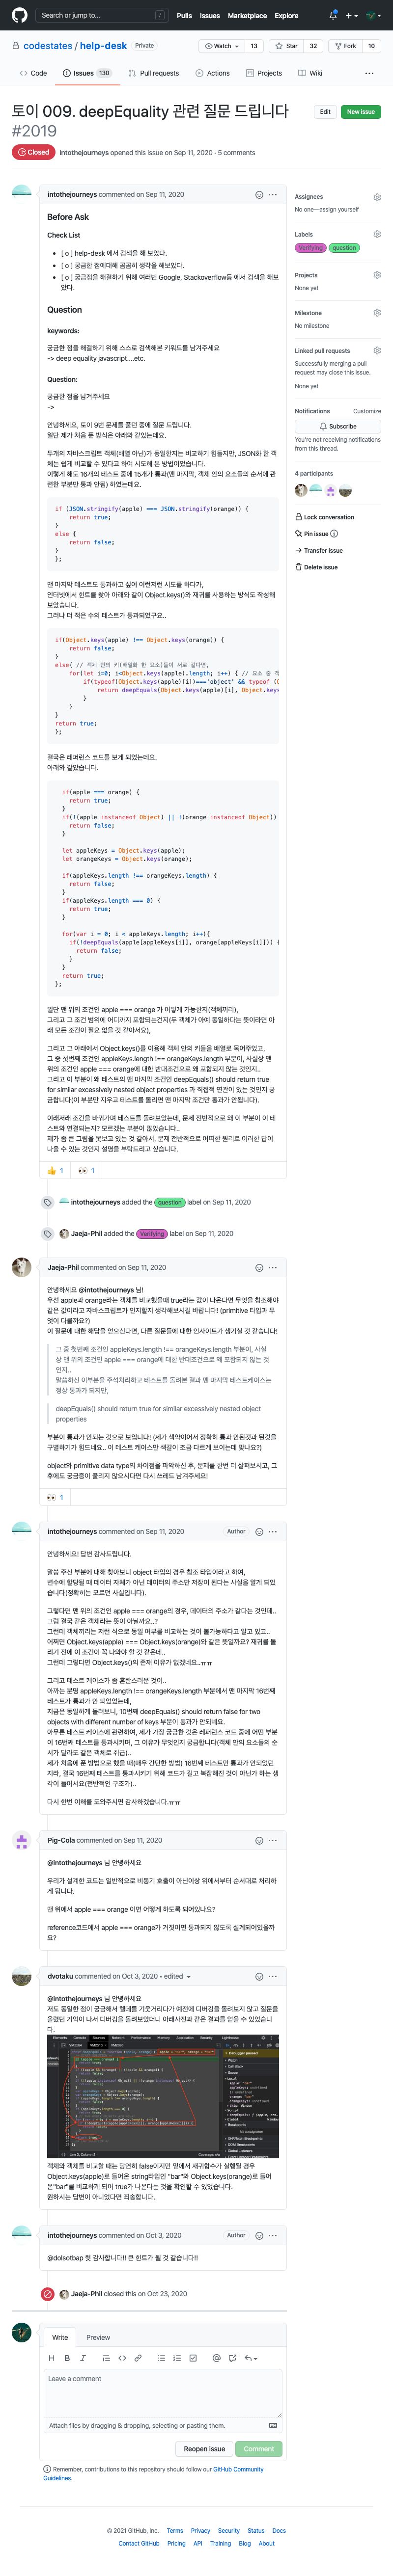 Search or jump to...
/
Pulls Issues Marketplace Explore
codestates / help-desk Private
Watch 13 Star 32 Fork 10
Code Issues 130 Pull requests Actions Projects Wiki
토이 009. deepEquality 관련 질문 드립니다
#2019
Edit New issue
Closed intothejourneys opened this issue on Sep 11, 2020 · 5 comments
intothejourneys commented on Sep 11, 2020
Before Ask
Check List
[ o ] help-desk 에서 검색을 해 보았다.
[ o ] 궁금한 점에대해 곰곰히 생각을 해보았다.
[ o ] 궁금점을 해결하기 위해 여러번 Google, Stackoverflow등 에서 검색을 해보
았다.
Question
keywords:
궁금한 점을 해결하기 위해 스스로 검색해본 키워드를 남겨주세요
-> deep equality javascript....etc.
Question:
궁금한 점을 남겨주세요
->
안녕하세요, 토이 9번 문제를 풀던 중에 질문 드립니다.
일단 제가 처음 푼 방식은 아래와 같았는데요.
두개의 자바스크립트 객체(배열 아닌)가 동일한지는 비교하기 힘들지만, JSON화 한 객
체는 쉽게 비교할 수 있다고 하여 시도해 본 방법이었습니다.
이렇게 해도 16개의 테스트 중에 15개가 통과(맨 마지막, 객체 안의 요소들의 순서에 관
련한 부분만 통과 안됨) 하였는데요.
if (JSON.stringify(apple) === JSON.stringify(orange)) {
return true;
}
else {
return false;
}
};
맨 마지막 테스트도 통과하고 싶어 이런저런 시도를 하다가,
인터넷에서 힌트를 찾아 아래와 같이 Object.keys()와 재귀를 사용하는 방식도 작성해
보았습니다.
그러나 더 적은 수의 테스트가 통과되었구요..
if(Object.keys(apple) !== Object.keys(orange)) {
return false;
}
else{ // 객체 안의 키(배열화 한 요소)들이 서로 같다면,
for(let i=0; i<Object.keys(apple).length; i++) { // 요소 중 객
if(typeof(Object.keys(apple)[i])==='object' && typeof (O
return deepEquals(Object.keys(apple)[i], Object.key
}
}
}
return true;
};
결국은 레퍼런스 코드를 보게 되었는데요.
아래와 같았습니다.
if(apple === orange) {
return true;
}
if(!(apple instanceof Object) || !(orange instanceof Object))
return false;
}
let appleKeys = Object.keys(apple);
let orangeKeys = Object.keys(orange);
if(appleKeys.length !== orangeKeys.length) {
return false;
}
if(appleKeys.length === 0) {
return true;
}
for(var i = 0; i < appleKeys.length; i++){
if(!deepEquals(apple[appleKeys[i]], orange[appleKeys[i]])) {
return false;
}
}
return true;
};
일단 맨 위의 조건인 apple === orange 가 어떻게 가능한지(객체끼리),
그리고 그 조건 범위에 어디까지 포함되는건지(두 객체가 아예 동일하다는 뜻이라면 아
래 모든 조건이 필요 없을 것 같아서요),
그리고 그 아래에서 Object.keys()를 이용해 객체 안의 키들을 배열로 묶어주었고,
그 중 첫번째 조건인 appleKeys.length !== orangeKeys.length 부분이, 사실상 맨
위의 조건인 apple === orange에 대한 반대조건으로 왜 포함되지 않는 것인지..
그리고 이 부분이 왜 테스트의 맨 마지막 조건인 deepEquals() should return true
for similar excessively nested object properties 과 직접적 연관이 있는 것인지 궁
금합니다(이 부분만 지우고 테스트를 돌리면 맨 마지막 조건만 통과가 안됩니다).
이래저래 조건을 바꿔가며 테스트를 돌려보았는데, 문제 전반적으로 왜 이 부분이 이 테
스트와 연결되는지? 모르겠는 부분이 많았습니다..
제가 좀 큰 그림을 못보고 있는 것 같아서, 문제 전반적으로 어떠한 원리로 이러한 답이
나올 수 있는 것인지 설명을 부탁드리고 싶습니다.
👍 1 👀 1
intothejourneys added the question label on Sep 11, 2020
Jaeja-Phil added the Verifying label on Sep 11, 2020
Jaeja-Phil commented on Sep 11, 2020
안녕하세요 @intothejourneys 님!
우선 apple과 orange라는 객체를 비교했을때 true라는 값이 나온다면 무엇을 참조해야
같은 값이라고 자바스크립트가 인지할지 생각해보시길 바랍니다! (primitive 타입과 무
엇이 다를까요?)
이 질문에 대한 해답을 얻으신다면, 다른 질문들에 대한 인사이트가 생기실 것 같습니다!
그 중 첫번째 조건인 appleKeys.length !== orangeKeys.length 부분이, 사실
상 맨 위의 조건인 apple === orange에 대한 반대조건으로 왜 포함되지 않는 것
인지..
말씀하신 이부분을 주석처리하고 테스트를 돌려본 결과 맨 마지막 테스트케이스는
정상 통과가 되지만,
deepEquals() should return true for similar excessively nested object
properties
부분이 통과가 안되는 것으로 보입니다! (제가 색약이어서 정확히 통과 안된것과 된것을
구별하기가 힘드네요.. 이 테스트 케이스만 색깔이 조금 다르게 보이는데 맞나요?)
object와 primitive data type의 차이점을 파악하신 후, 문제를 한번 더 살펴보시고, 그
후에도 궁금증이 풀리지 않으시다면 다시 쓰레드 남겨주세요!
👀 1
intothejourneys commented on Sep 11, 2020 Author
안녕하세요! 답변 감사드립니다.
말씀 주신 부분에 대해 찾아보니 object 타입의 경우 참조 타입이라고 하여,
변수에 할당될 때 데이터 자체가 아닌 데이터의 주소만 저장이 된다는 사실을 알게 되었
습니다(정확히는 모르던 사실입니다).
그렇다면 맨 위의 조건인 apple === orange의 경우, 데이터의 주소가 같다는 것인데..
그럼 결국 같은 객체라는 뜻이 아닐까요..?
그런데 객체끼리는 저런 식으로 동일 여부를 비교하는 것이 불가능하다고 알고 있고..
어쩌면 Object.keys(apple) === Object.keys(orange)와 같은 뜻일까요? 재귀를 돌
리기 전에 이 조건이 꼭 나와야 할 것 같은데..
그런데 그렇다면 Object.keys()의 존재 이유가 없겠네요..ㅠㅠ
그리고 테스트 케이스가 좀 혼란스러운 것이..
아까는 분명 appleKeys.length !== orangeKeys.length 부분에서 맨 마지막 16번째
테스트가 통과가 안 되었었는데,
지금은 동일하게 돌려보니, 10번째 deepEquals() should return false for two
objects with different number of keys 부분이 통과가 안되네요.
아무튼 테스트 케이스에 관련하여, 제가 가장 궁금한 것은 레퍼런스 코드 중에 어떤 부분
이 16번째 테스트를 통과시키며, 그 이유가 무엇인지 궁금합니다(객체 안의 요소들의 순
서가 달라도 같은 객체로 취급)..
제가 처음에 푼 방법으로 했을 때(매우 간단한 방법) 16번째 테스트만 통과가 안되었던
지라, 결국 16번째 테스트를 통과시키기 위해 코드가 길고 복잡해진 것이 아닌가 하는 생
각이 들어서요(전반적인 구조가)..
다시 한번 이해를 도와주시면 감사하겠습니다.ㅠㅠ
Pig-Cola commented on Sep 11, 2020
@intothejourneys 님 안녕하세요
우리가 설계한 코드는 일반적으로 비동기 호출이 아닌이상 위에서부터 순서대로 처리하
게 됩니다.
맨 위에서 apple === orange 이면 어떻게 하도록 되어있나요?
reference코드에서 apple === orange가 거짓이면 통과되지 않도록 설계되어있을까
요?
dvotaku commented on Oct 3, 2020 • edited
@intothejourneys 님 안녕하세요
저도 동일한 점이 궁금해서 헬데를 기웃거리다가 예전에 디버깅을 돌려보지 않고 질문을
올렸던 기억이 나서 디버깅을 돌려보았더니 아래사진과 같은 결과를 얻을 수 있었습니
다.
객체와 객체를 비교할 때는 당연히 false이지만 밑에서 재귀함수가 실행될 경우
Object.keys(apple)로 들어온 string타입인 "bar"와 Object.keys(orange)로 들어
온"bar"를 비교하게 되어 true가 나온다는 것을 확인할 수 있었습니다.
원하시는 답변이 아니었다면 죄송합니다.
intothejourneys commented on Oct 3, 2020 Author
@dolsotbap 헛 감사합니다!! 큰 힌트가 될 것 같습니다!!
Jaeja-Phil closed this on Oct 23, 2020
Write Preview
Leave a comment
Attach files by dragging & dropping, selecting or pasting them.
Reopen issue Comment
Remember, contributions to this repository should follow our GitHub Community
Guidelines.
Assignees
No one—assign yourself
Labels
Verifying question
Projects
None yet
Milestone
No milestone
Linked pull requests
Successfully merging a pull
request may close this issue.
None yet
Notifications Customize
Subscribe
You're not receiving notifications
from this thread.
4 participants
Lock conversation
Pin issue
Transfer issue
Delete issue
© 2021 GitHub, Inc. Terms Privacy Security Status Docs
Contact GitHub Pricing API Training Blog About